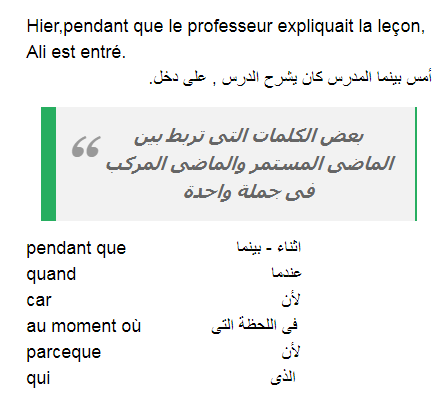 Hier,pendant que le professeur expliquait la leçon,
Ali est entré.
أمس بينما المدرس كان يشرح الدرس , على دخل.
بعض الكلمات التى تربط بين
الماضى المستمر والماضى المركب
فى جملة واحدة
pendant que اثناء - بينما
quand عندما
car لأن
au moment où فى اللحظة التى
parceque لأن
qui الذى